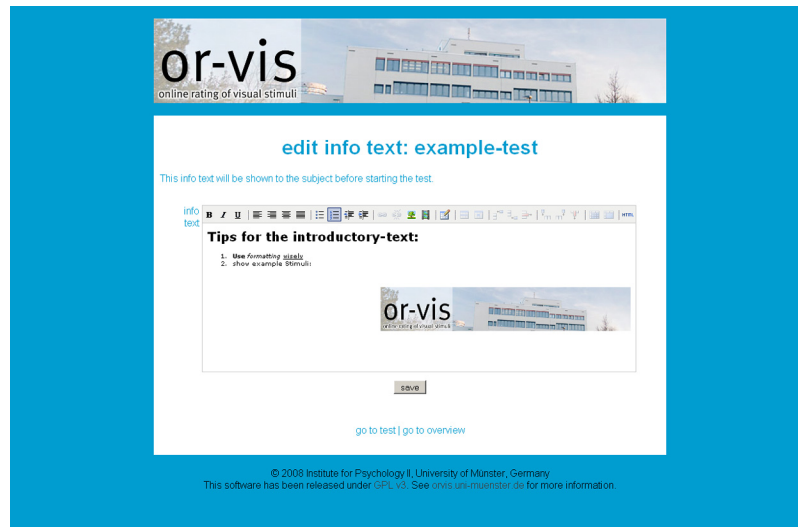 or-vis
online rating of visual stimuli
edit info text: example-test
This info text will be shown to the subject before starting the test.
info
text
B I U HTML
Tips for the introductory-text:
1. Use formatting wisely
2. show example Stimuli:
or-vis
online rating of visual stimuli
save
go to test | go to overview
© 2008 Institute for Psychology II, University of Münster, Germany
This software has been released under GPL v3. See orvis.uni-muenster.de for more information.